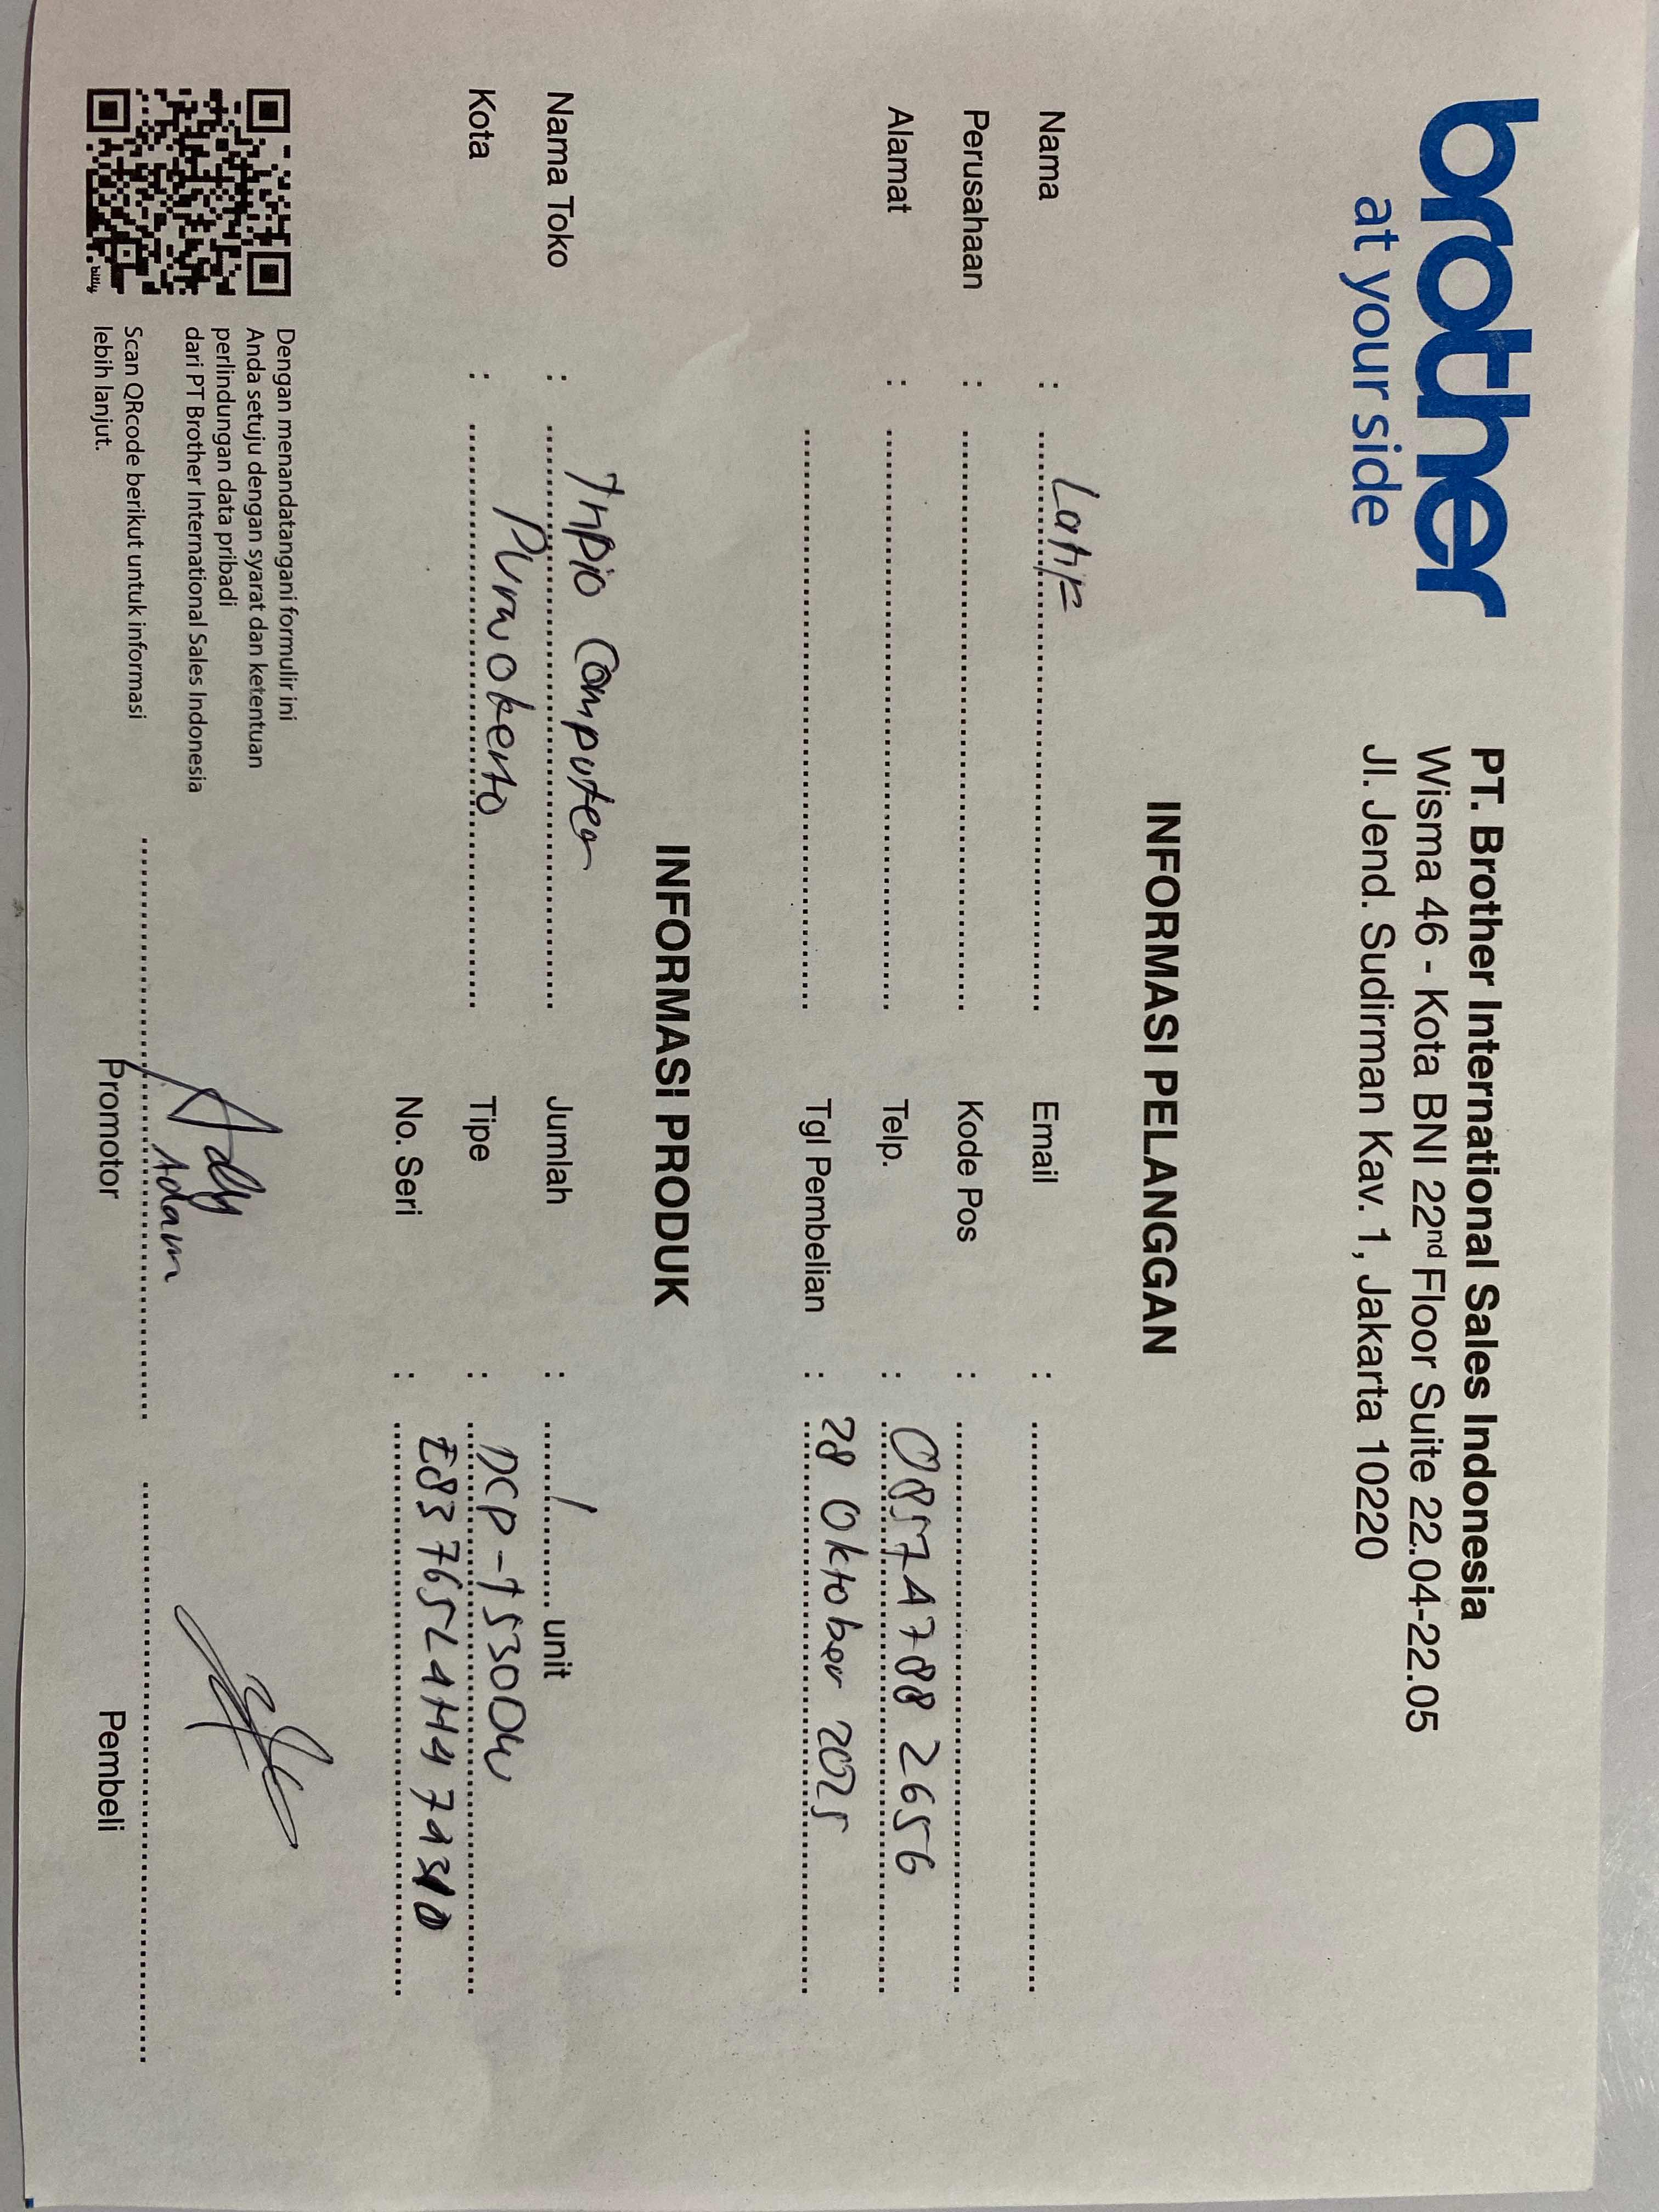 brother
at your side
PT. Brother International Sales Indonesia
Wisma 46 - Kota BNI 22nd Floor Suite 22.04-22.05
Jl. Jend. Sudirman Kav. 1, Jakarta 10220
INFORMASI PELANGGAN
Nama : Latif Email :
Perusahaan : Kode Pos :
Alamat : Telp. : 0857 4788 2656
Tgl Pembelian : 28 Oktober 2025
INFORMASI PRODUK
Nama Toko : Computer Jumlah : 1 unit
Kota : Purwokerto Tipe : DCP-T530DW
No. Seri :
Dengan menandatangani formulir ini
Anda setuju dengan syarat dan ketentuan
perlindungan data pribadi
dari PT Brother International Sales Indonesia
Scan QRcode berikut untuk informasi
lebih lanjut.
bitly
Adam
Promotor Pembeli